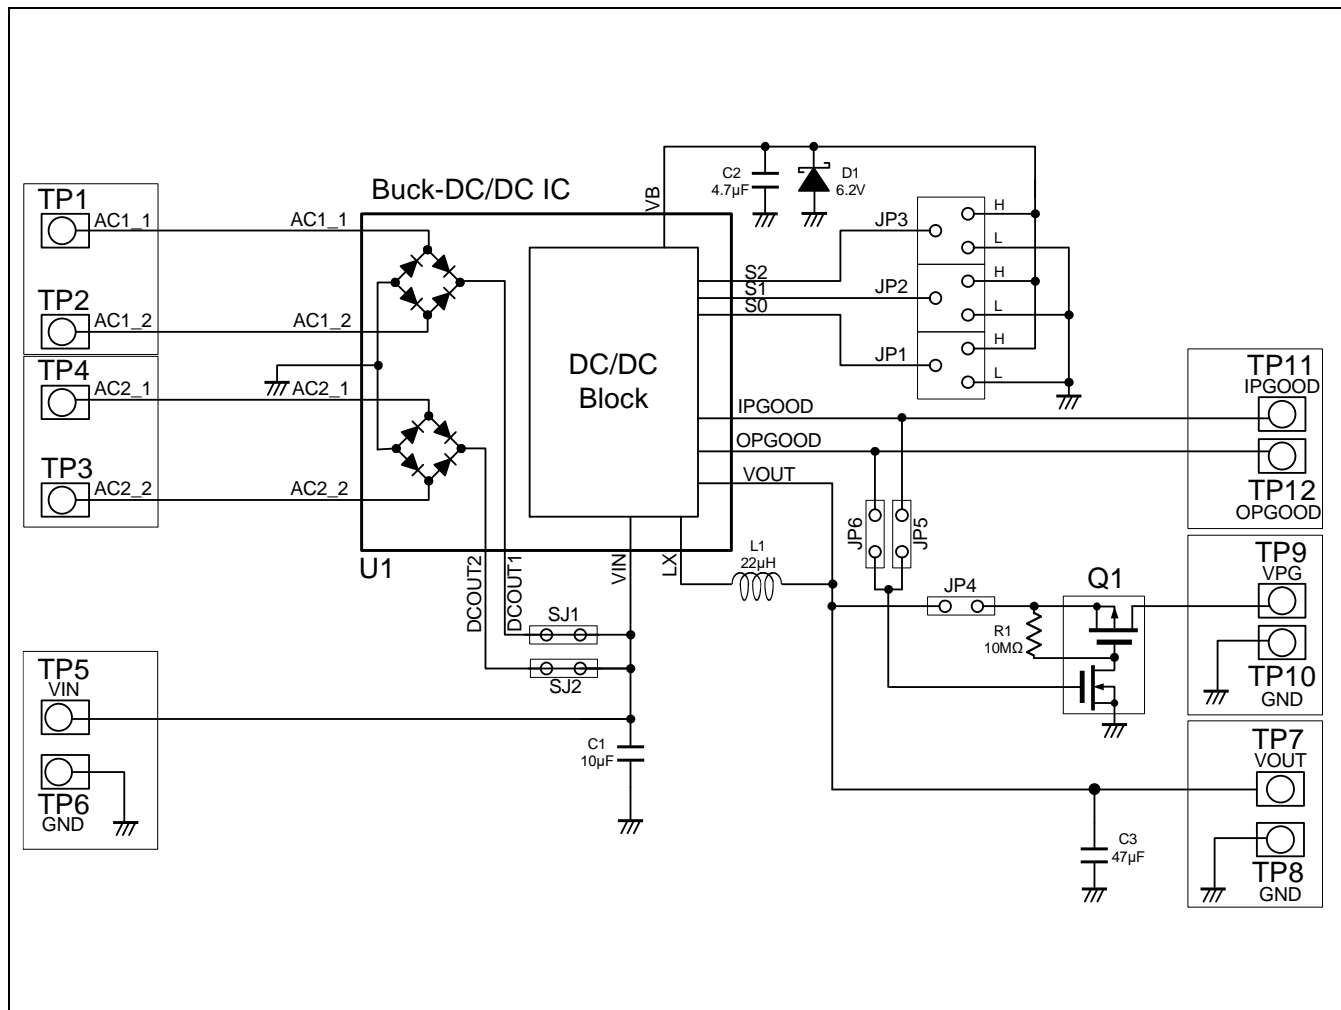 Buck-DC/DC IC
TP1
AC1_1
AC1_1
TP2
AC1_2
AC1_2
TP4
AC2_1
AC2_1
TP3
AC2_2
AC2_2
U1
VB
C2
4.7μF
D1
6.2V
DC/DC
Block
S2
S1
S0
JP3
H
L
JP2
H
L
JP1
H
L
IPGOOD
OPGOOD
VOUT
TP11
IPGOOD
TP12
OPGOOD
JP6
JP5
DCOUT2
DCOUT1
VIN
LX
L1
22μH
SJ1
SJ2
JP4
R1
10MΩ
Q1
TP9
VPG
TP10
GND
TP5
VIN
TP6
GND
C1
10μF
TP7
VOUT
C3
47μF
TP8
GND